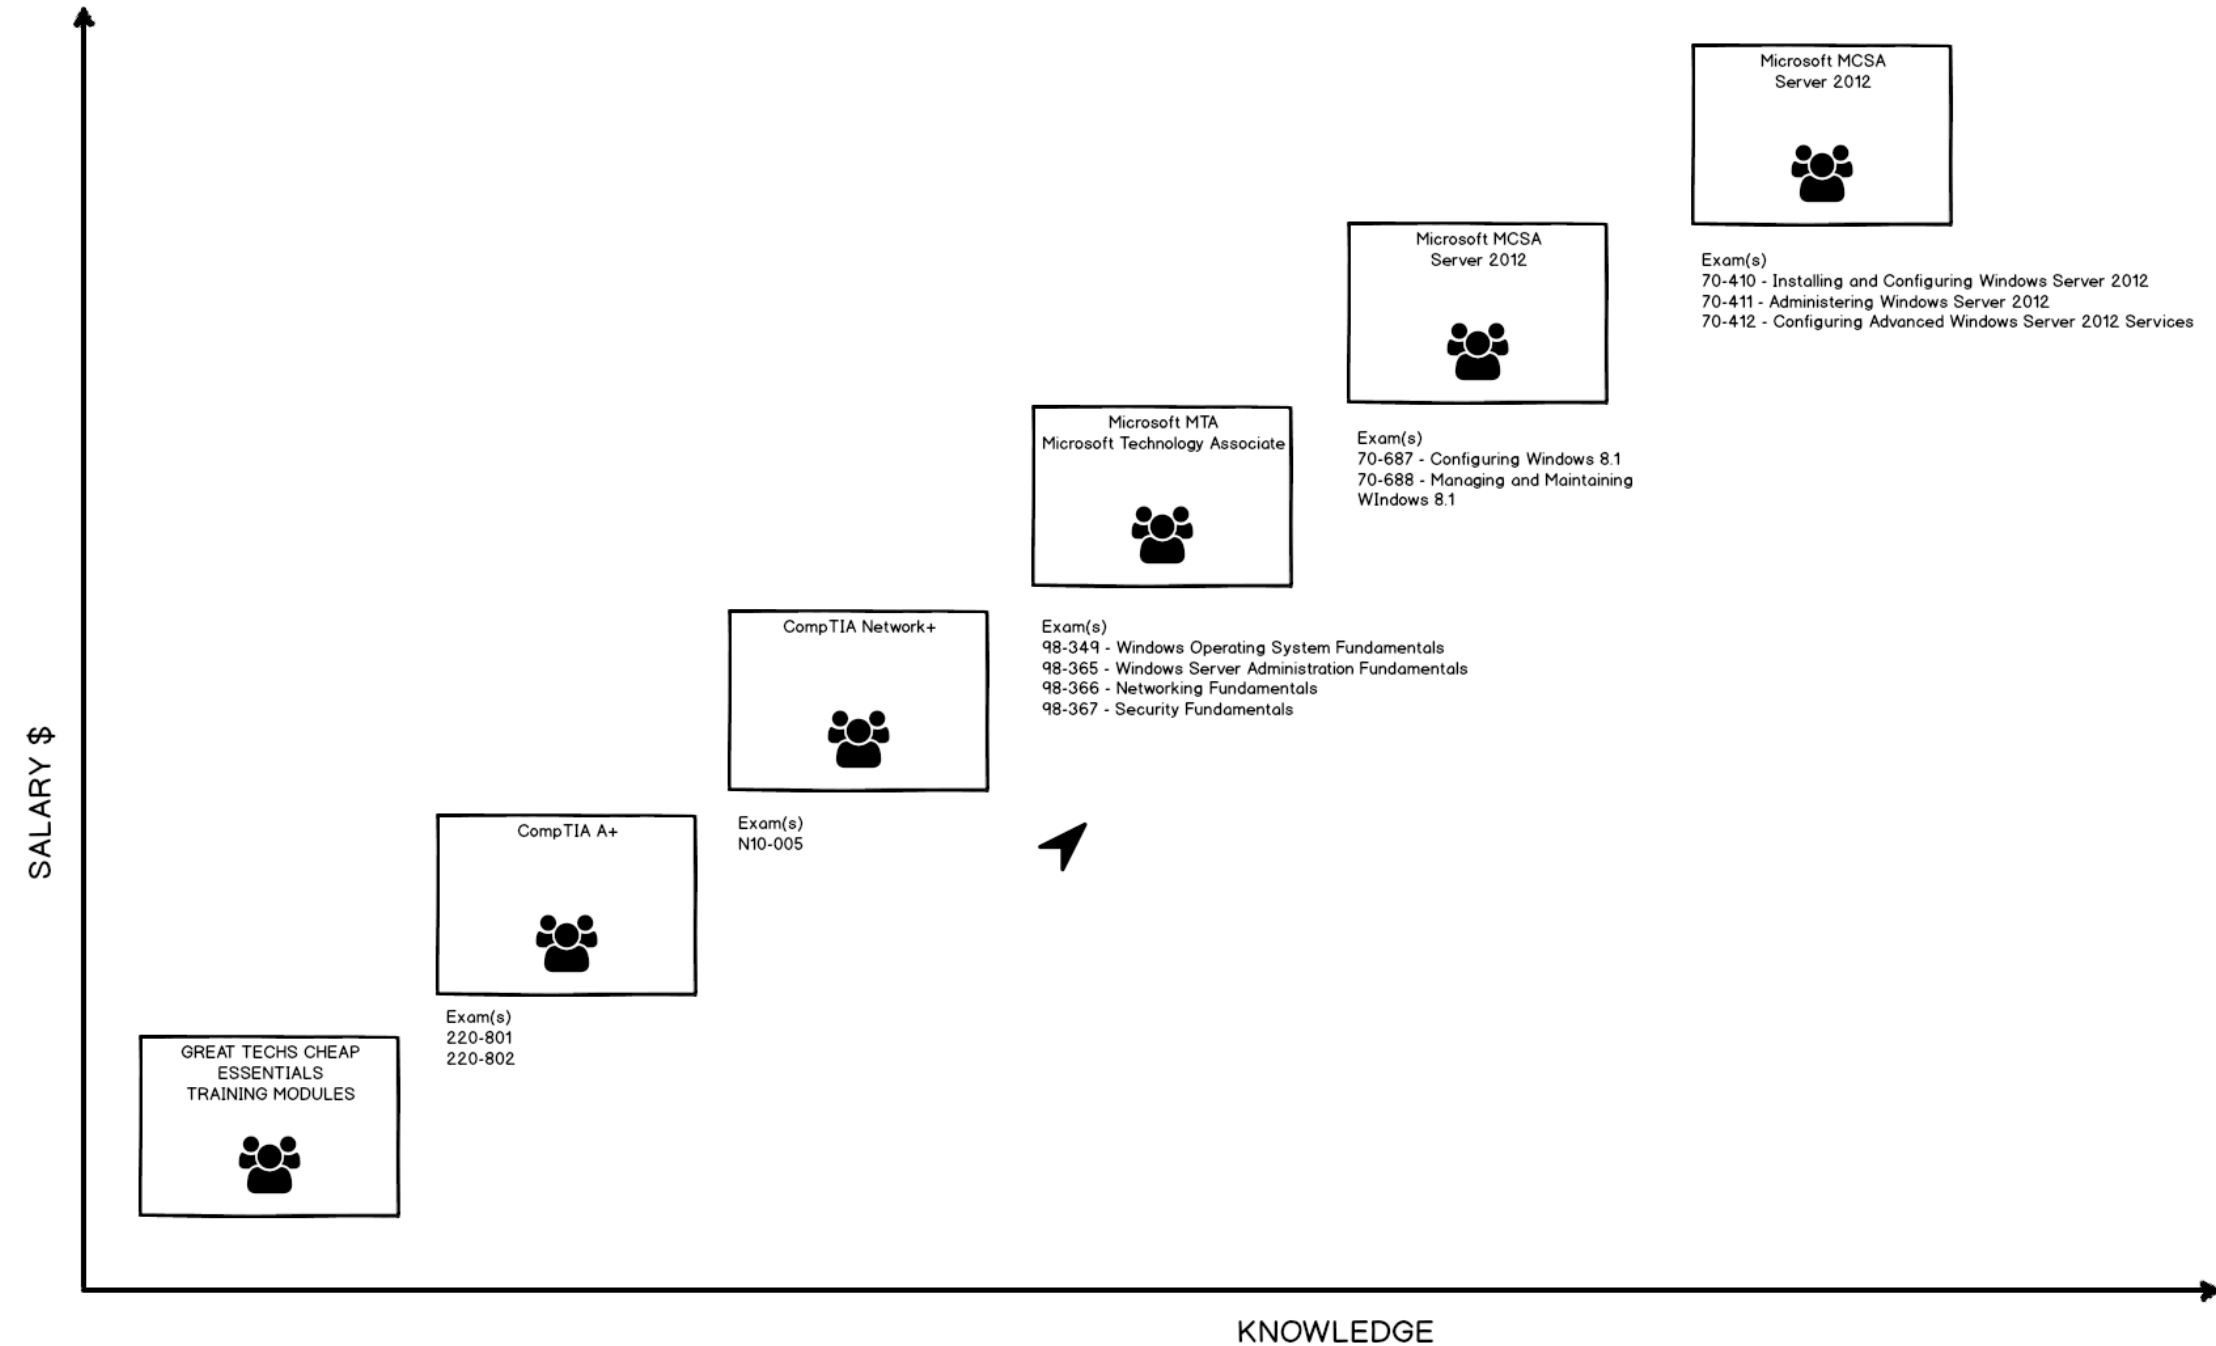 Microsoft MCSA
Server 2012
Exam(s)
70-410 - Installing and Configuring Windows Server 2012
70-411 - Administering Windows Server 2012
70-412 - Configuring Advanced Windows Server 2012 Services
Microsoft MCSA
Server 2012
Exam(s)
70-687 - Configuring Windows 8.1
70-688 - Managing and Maintaining
WIndows 8.1
Microsoft MTA
Microsoft Technology Associate
Exam(s)
98-349 - Windows Operating System Fundamentals
98-365 - Windows Server Administration Fundamentals
98-366 - Networking Fundamentals
98-367 - Security Fundamentals
CompTIA Network+
Exam(s)
N10-005
CompTIA A+
Exam(s)
220-801
220-802
GREAT TECHS CHEAP
ESSENTIALS
TRAINING MODULES
SALARY $
KNOWLEDGE